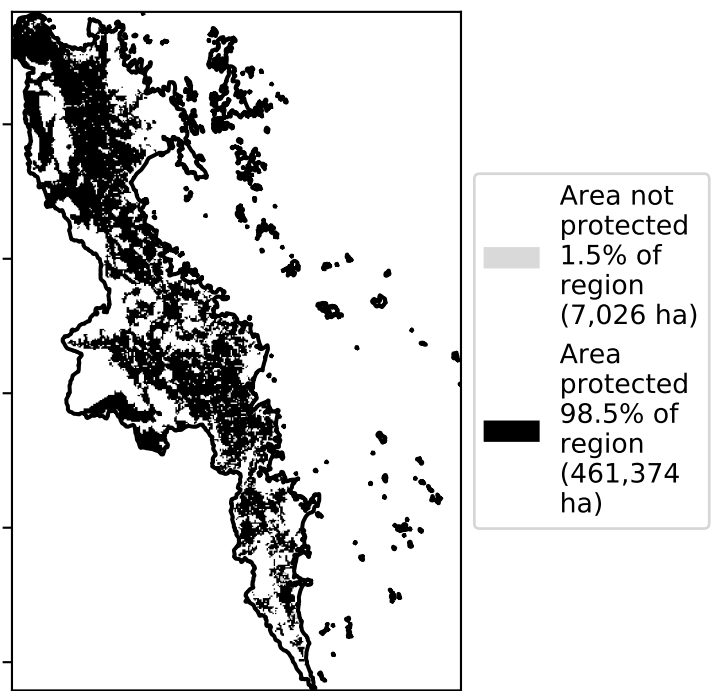 Area not
protected
1.5% of
region
(7,026 ha)
Area
protected
98.5% of
region
(461,374
ha)